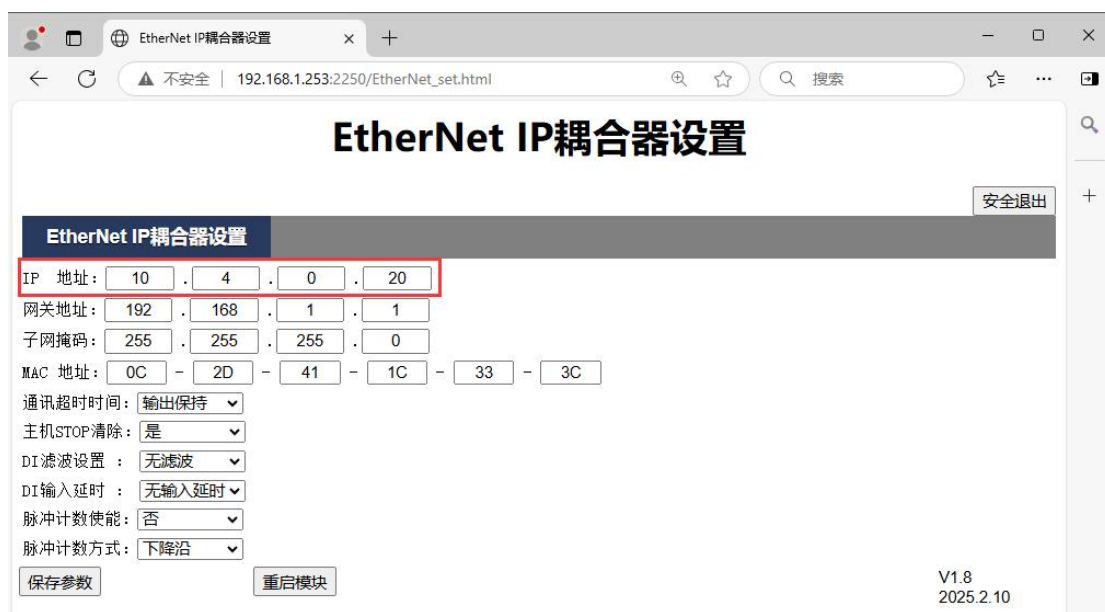 EtherNet IP耦合器设置
不安全 | 192.168.1.253:2250/EtherNet_set.html 搜索
EtherNet IP耦合器设置
安全退出
EtherNet IP耦合器设置
IP 地址: 10 . 4 . 0 . 20
网关地址: 192 . 168 . 1 . 1
子网掩码: 255 . 255 . 255 . 0
MAC 地址: 0C - 2D - 41 - 1C - 33 - 3C
通讯超时时间: 输出保持
主机STOP清除: 是
DI滤波设置 : 无滤波
DI输入延时 : 无输入延时
脉冲计数使能: 否
脉冲计数方式: 下降沿
保存参数 重启模块 V1.8
2025.2.10